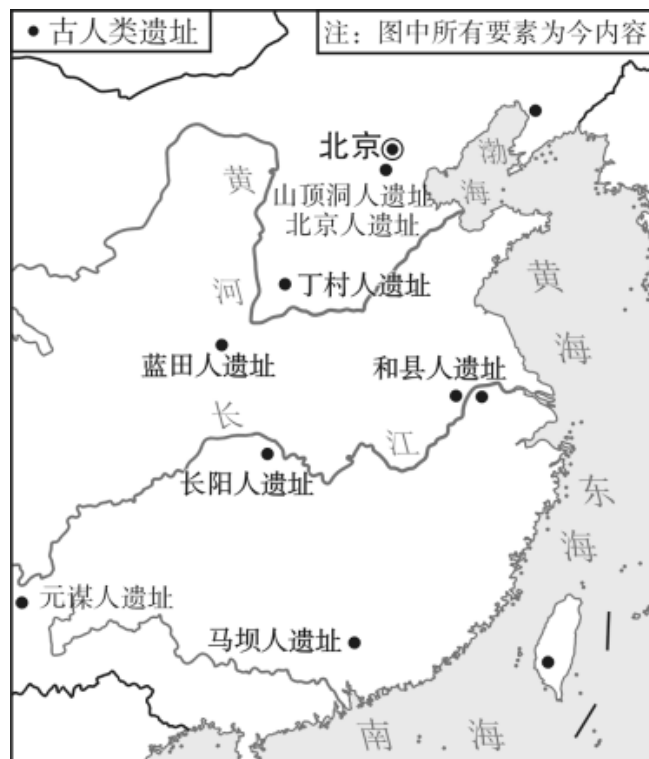 古人类遗址
注：图中所有要素为今内容
北京
渤
海
黄
山顶洞人遗址
北京人遗址
河
丁村人遗址
黄
海
蓝田人遗址
和县人遗址
长
江
长阳人遗址
东
海
元谋人遗址
马坝人遗址
南
海